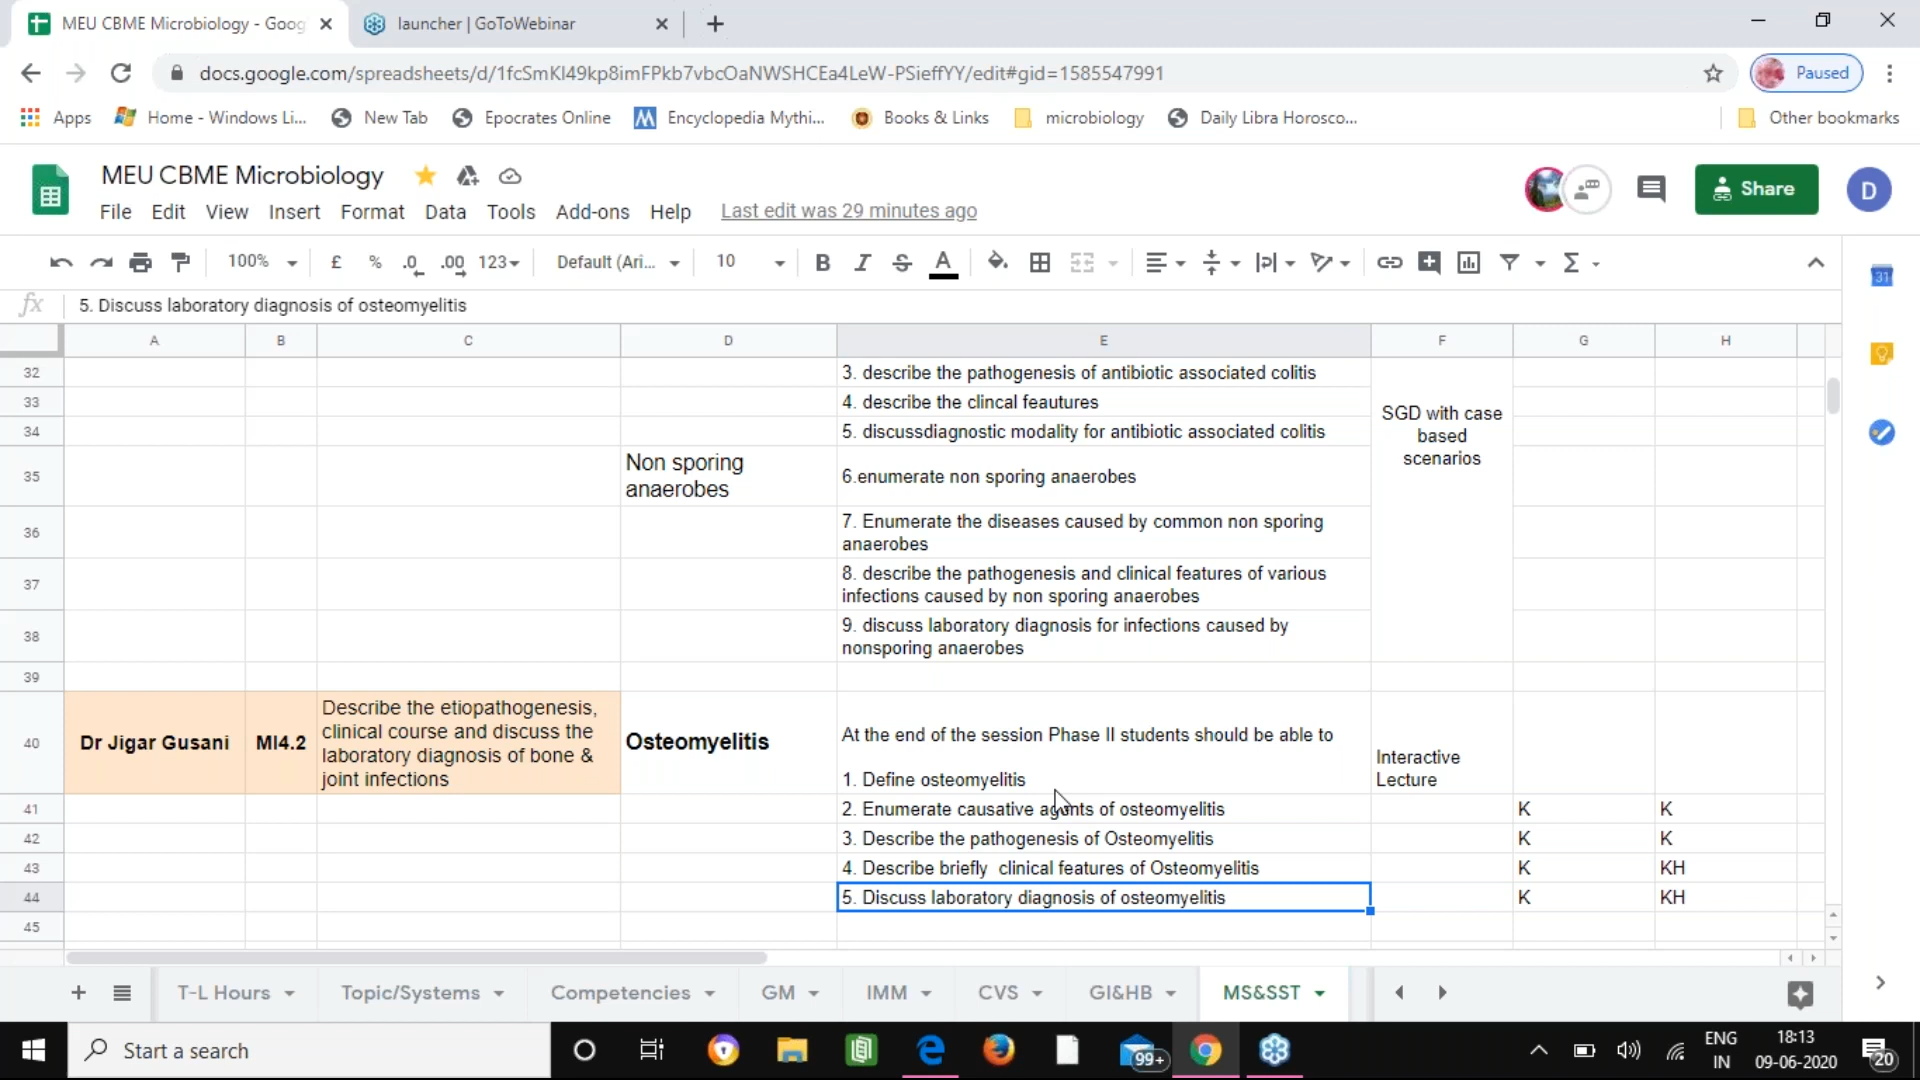 MEU CBME Microbiology - Goog
launcher | GoToWebinar
docs.google.com/spreadsheets/d/1fcSmKl49kp8imFPkb7vbcOaNWSHCEa4LeW-PSieffYY/edit#gid=1585547991
Paused
Apps
Home - Windows Li...
New Tab
Epocrates Online
Encyclopedia Mythi...
Books & Links
microbiology
Daily Libra Horosco...
Other bookmarks
MEU CBME Microbiology
Share
D
File Edit View Insert Format Data Tools Add-ons Help Last edit was 29 minutes ago
100% £ % .0 .00 123 Default (Ari... 10 B I S A
fx 5. Discuss laboratory diagnosis of osteomyelitis
A B C D E F G H
32 3. describe the pathogenesis of antibiotic associated colitis
33 4. describe the clincal feautures
34 5. discussdiagnostic modality for antibiotic associated colitis
SGD with case
based
scenarios
35 Non sporing
anaerobes
6.enumerate non sporing anaerobes
36 7. Enumerate the diseases caused by common non sporing
anaerobes
37 8. describe the pathogenesis and clinical features of various
infections caused by non sporing anaerobes
38 9. discuss laboratory diagnosis for infections caused by
nonsporing anaerobes
39
40 Dr Jigar Gusani MI4.2
Describe the etiopathogenesis,
clinical course and discuss the
laboratory diagnosis of bone &
joint infections
Osteomyelitis
At the end of the session Phase II students should be able to
1. Define osteomyelitis
Interactive
Lecture
41 2. Enumerate causative agents of osteomyelitis K K
42 3. Describe the pathogenesis of Osteomyelitis K K
43 4. Describe briefly  clinical features of Osteomyelitis K KH
44 5. Discuss laboratory diagnosis of osteomyelitis K KH
45
T-L Hours Topic/Systems Competencies GM IMM CVS GI&HB MS&SST
Start a search
99+
ENG
IN
18:13
09-06-2020
20
31